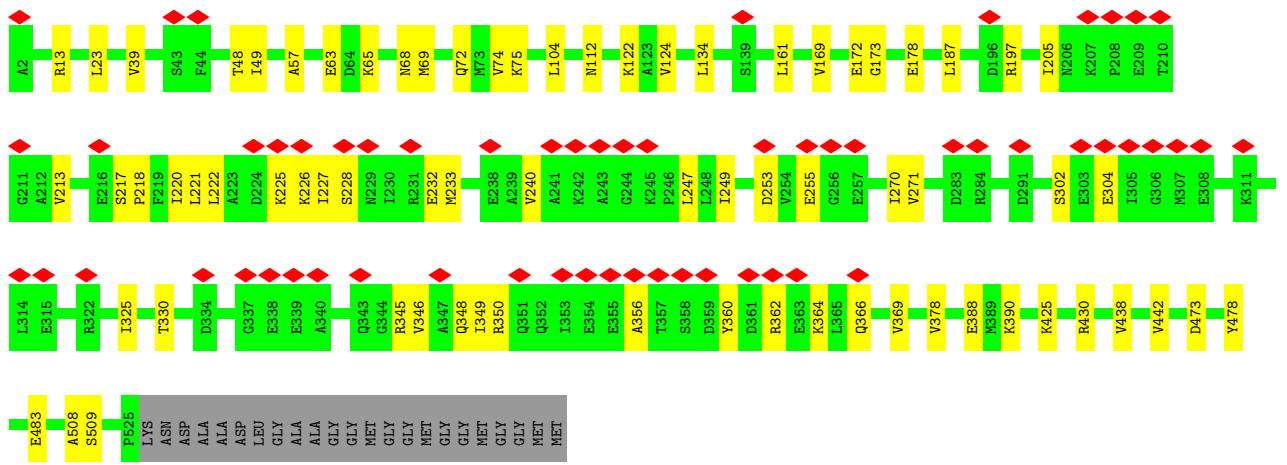 A2 R13 L23 V39 S43 F44 T48 I49 A57 E63 D64 K65 N68 M69 Q72 M73 V74 K75 L104 N112 K122 A123 V124 L134 S139 L161 V169 E172 G173 E178 L187 D196 R197 I205 N206 K207 P208 E209 T210
G211 A212 V213 E216 S217 P218 F219 I220 L221 L222 A223 D224 K225 K226 I227 S228 N229 I230 R231 E232 M233 E238 A239 V240 A241 K242 A243 G244 K245 P246 L247 L248 I249 D253 V254 E255 G256 E257 I270 V271 D283 R284 D291 S302 E303 E304 I305 G306 M307 E308 K311
L314 E315 R322 I325 T330 D334 G337 E338 E339 A340 Q343 G344 R345 V346 A347 Q348 I349 R350 Q351 Q352 I353 E354 E355 A356 T357 S358 D359 Y360 D361 R362 E363 K364 L365 Q366 V369 V378 E388 M389 K390 K425 R430 V438 V442 D473 Y478
E483 A508 S509 P525 LYS ASN ASP ALA ALA ASP LEU GLY ALA ALA GLY GLY MET GLY GLY MET GLY GLY MET GLY GLY MET MET